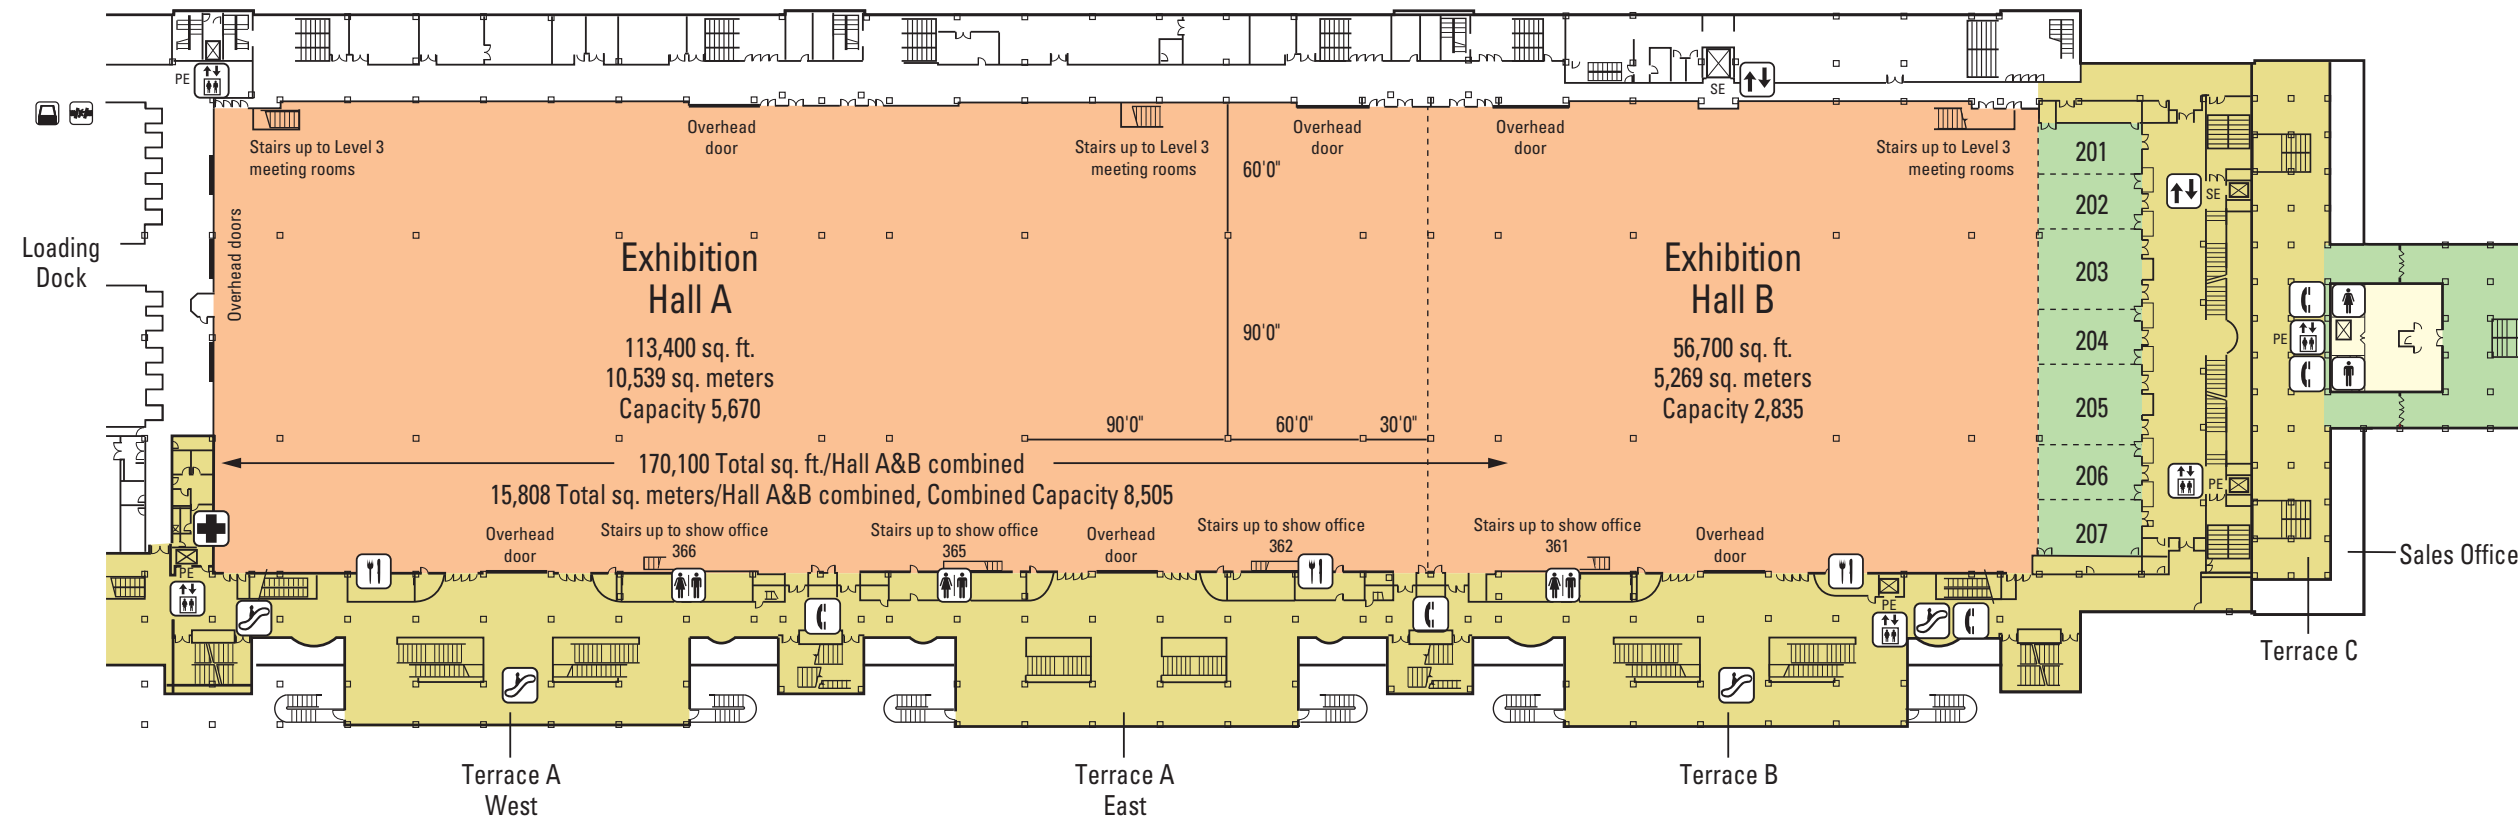 PE
SE
Overhead
door
Overhead
door
Overhead
door
Stairs up to Level 3
meeting rooms
Stairs up to Level 3
meeting rooms
Stairs up to Level 3
meeting rooms
60'0"
201
202
SE
Loading
Dock
Overhead doors
Exhibition
Hall A
113,400 sq. ft.
10,539 sq. meters
Capacity 5,670
90'0"
Exhibition
Hall B
56,700 sq. ft.
5,269 sq. meters
Capacity 2,835
203
204
205
PE
90'0"
60'0"
30'0"
170,100 Total sq. ft./Hall A&B combined
15,808 Total sq. meters/Hall A&B combined, Combined Capacity 8,505
206
PE
207
Overhead
door
Stairs up to show office
366
Stairs up to show office
365
Overhead
door
Stairs up to show office
362
Stairs up to show office
361
Overhead
door
Sales Office
PE
PE
Terrace C
Terrace A
West
Terrace A
East
Terrace B